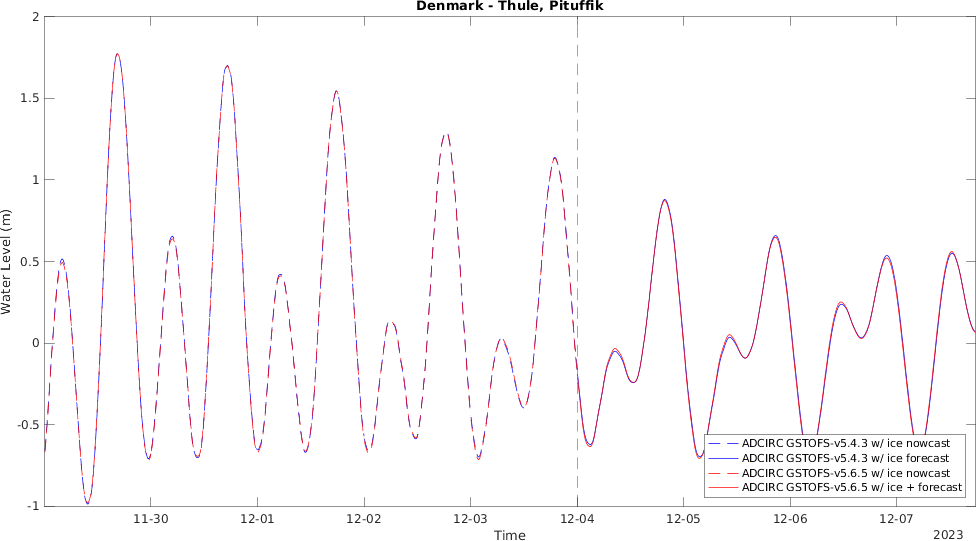 Denmark - Thule, Pituffik
2
1.5
1
0.5
0
-0.5
-1
Water Level (m)
11-30
12-01
12-02
12-03
12-04
12-05
12-06
12-07
Time
2023
ADCIRC GSTOFS-v5.4.3 w/ ice nowcast
ADCIRC GSTOFS-v5.4.3 w/ ice forecast
ADCIRC GSTOFS-v5.6.5 w/ ice nowcast
ADCIRC GSTOFS-v5.6.5 w/ ice + forecast